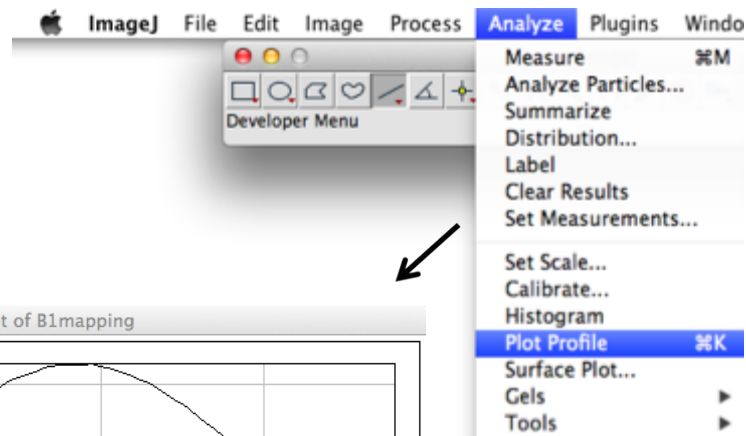 ImageJ File Edit Image Process Analyze Plugins
Measure ⌘M
Analyze Particles...
Summarize
Developer Menu
Distribution...
Label
Clear Results
Set Measurements...
Set Scale...
Calibrate...
Histogram
of B1mapping
Plot Profile ⌘K
Surface Plot...
Gels
Tools